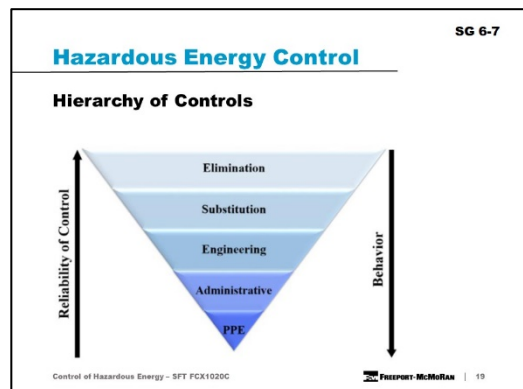 SG 6-7
Hazardous Energy Control
Hierarchy of Controls
Elimination
Substitution
Engineering
Administrative
PPE
Reliability of Control
Behavior
Control of Hazardous Energy – SFT FCX1020C
FREEPORT-MCMORAN | 19